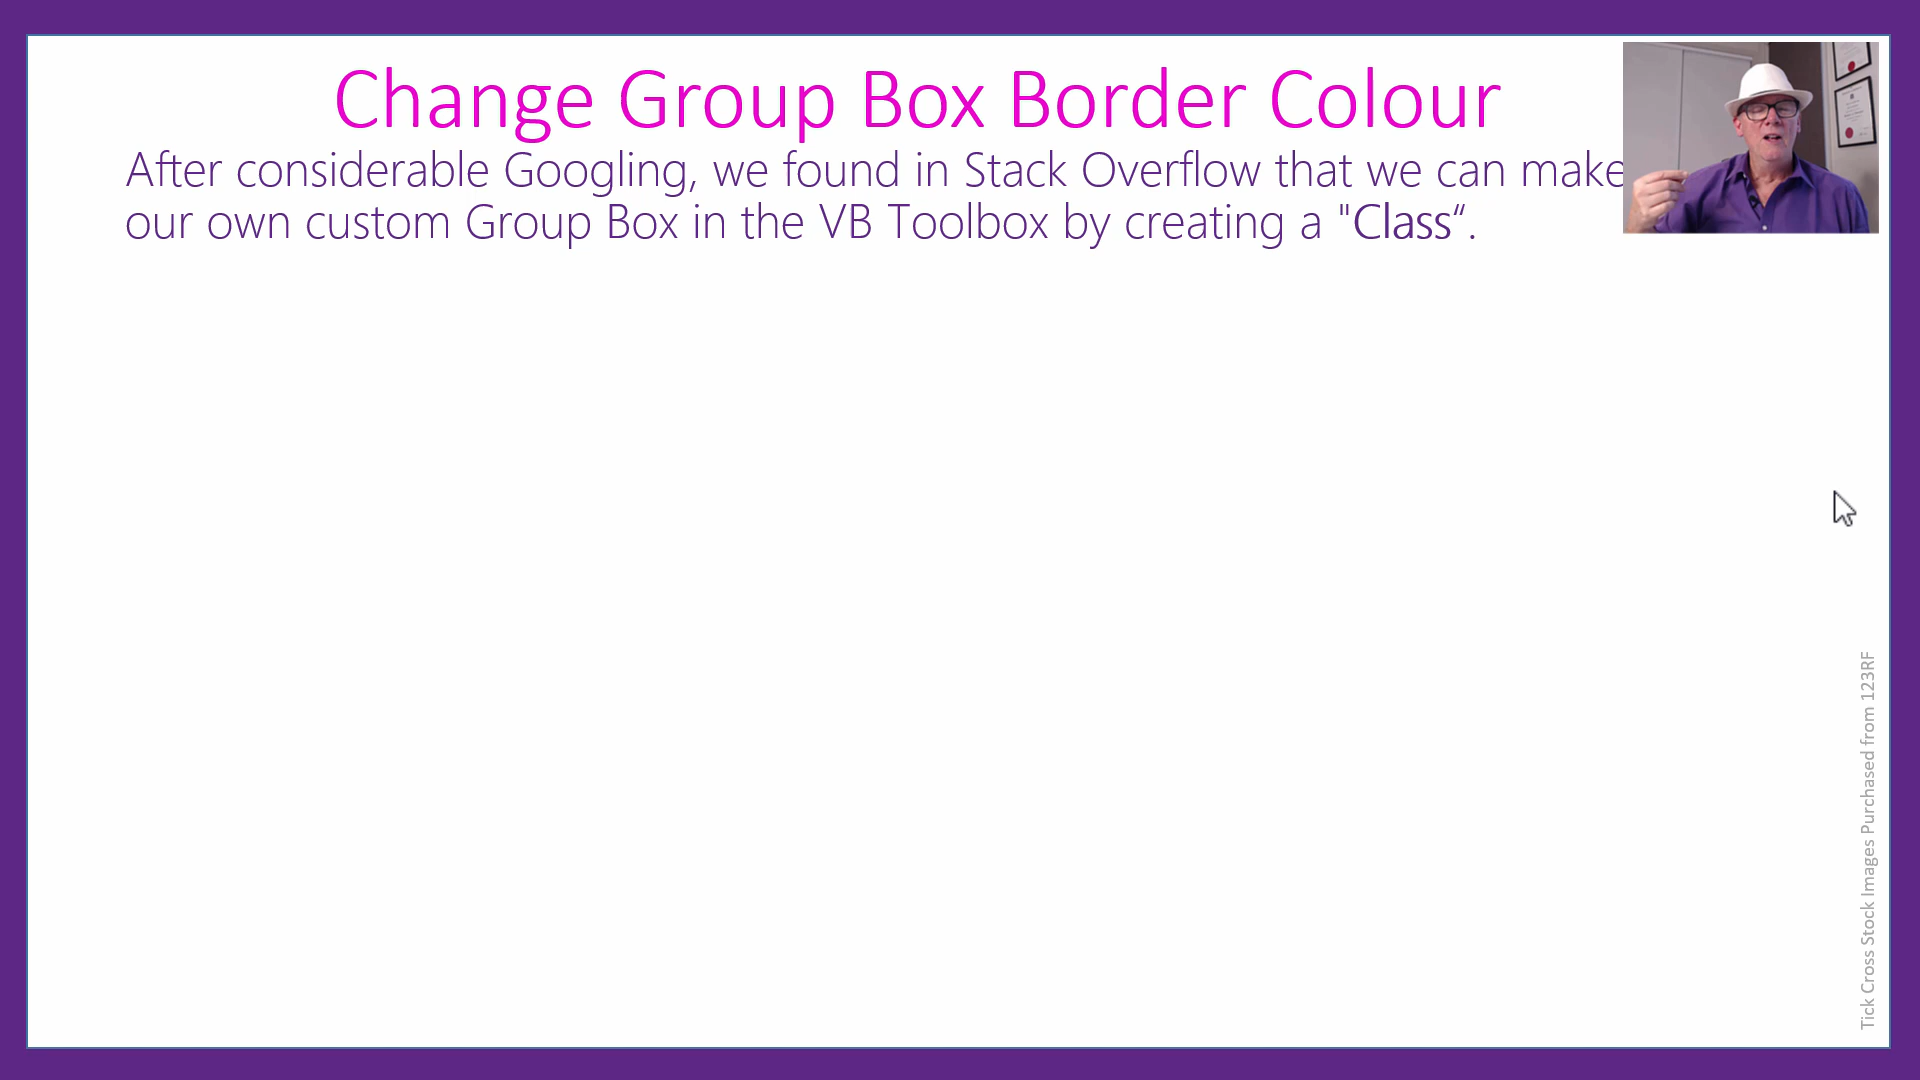 Change Group Box Border Colour
After considerable Googling, we found in Stack Overflow that we can make
our own custom Group Box in the VB Toolbox by creating a "Class“.
Tick Cross Stock Images Purchased from 123RF